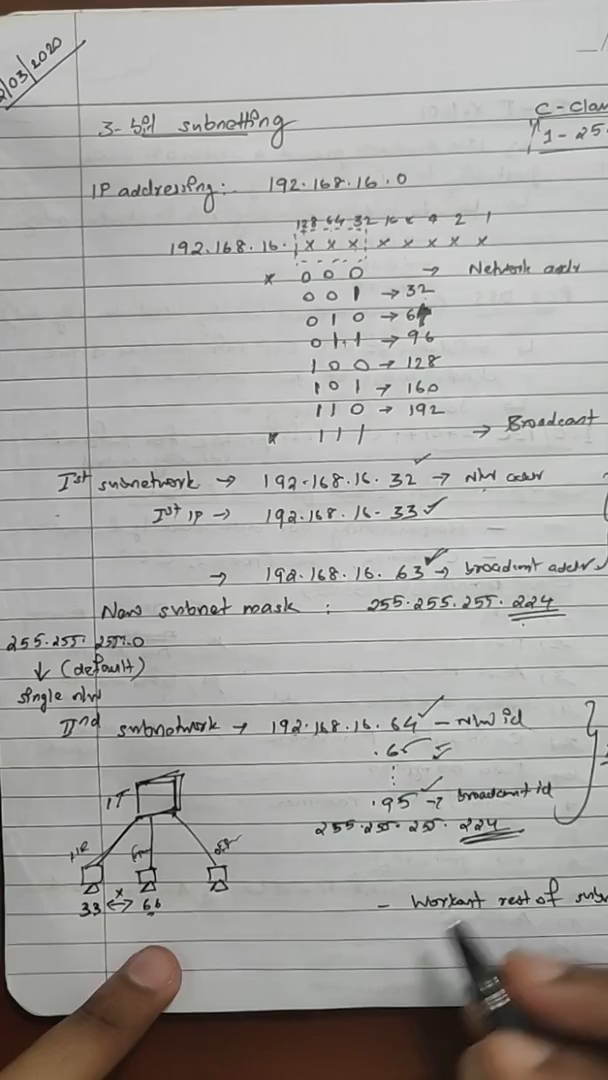 2/03/2020
3-bit subnetting
C-Clas
1-25
IP addressing:- 192.168.16.0
128 64 32 16 8 4 2 1
192.168.16. x x x x x x x x
* 0 0 0 → Network addr
0 0 1 → 32
0 1 0 → 64
0 1 1 → 96
1 0 0 → 128
1 0 1 → 160
1 1 0 → 192
* 1 1 1 → Broadcast
Ist subnetwork → 192.168.16.32 → N/W addr
Ist IP → 192.168.16.33
→ 192.168.16.63 → broadcast addr
New subnet mask : 255.255.255.224
255.255.255.0
↓ (default)
single n/w
IInd subnetwork → 192.168.16.64 - N/W id
.65
.95 → broadcast id
255.255.255.224
IT
HR
33 ↔ 66
x
- Workout rest of subn